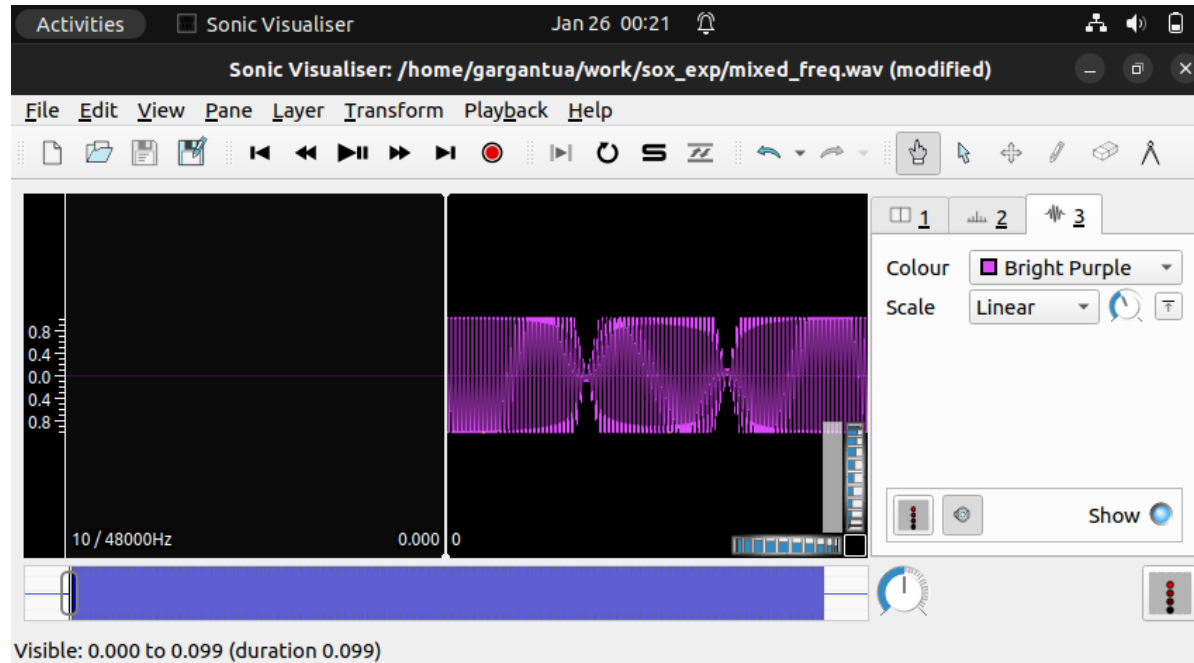 Activities Sonic Visualiser Jan 26 00:21
Sonic Visualiser: /home/gargantua/work/sox_exp/mixed_freq.wav (modified)
File Edit View Pane Layer Transform Playback Help
1 2 3
Colour Bright Purple
Scale Linear
0.8
0.4
0.0
0.4
0.8
10 / 48000Hz 0.000 0
Show
Visible: 0.000 to 0.099 (duration 0.099)